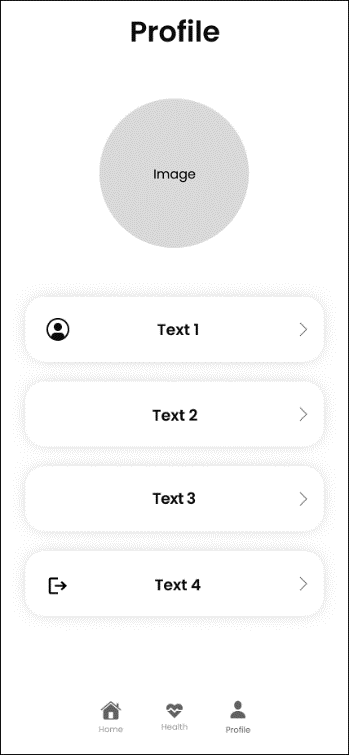 Profile
Image
Text 1
Text 2
Text 3
Text 4
Home
Health
Profile